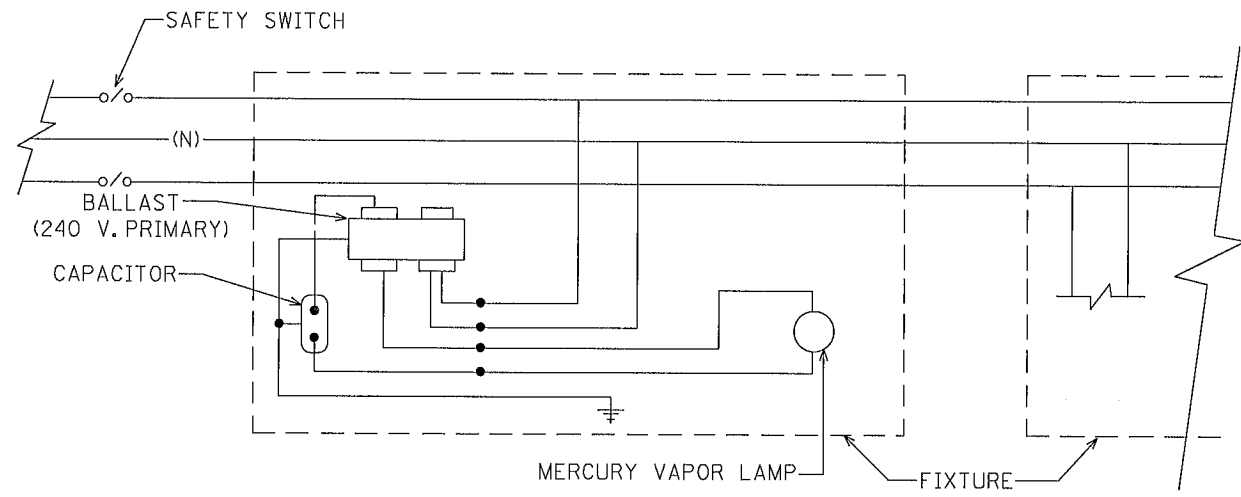 SAFETY SWITCH
(N)
BALLAST
(240 V. PRIMARY)
CAPACITOR
MERCURY VAPOR LAMP
FIXTURE